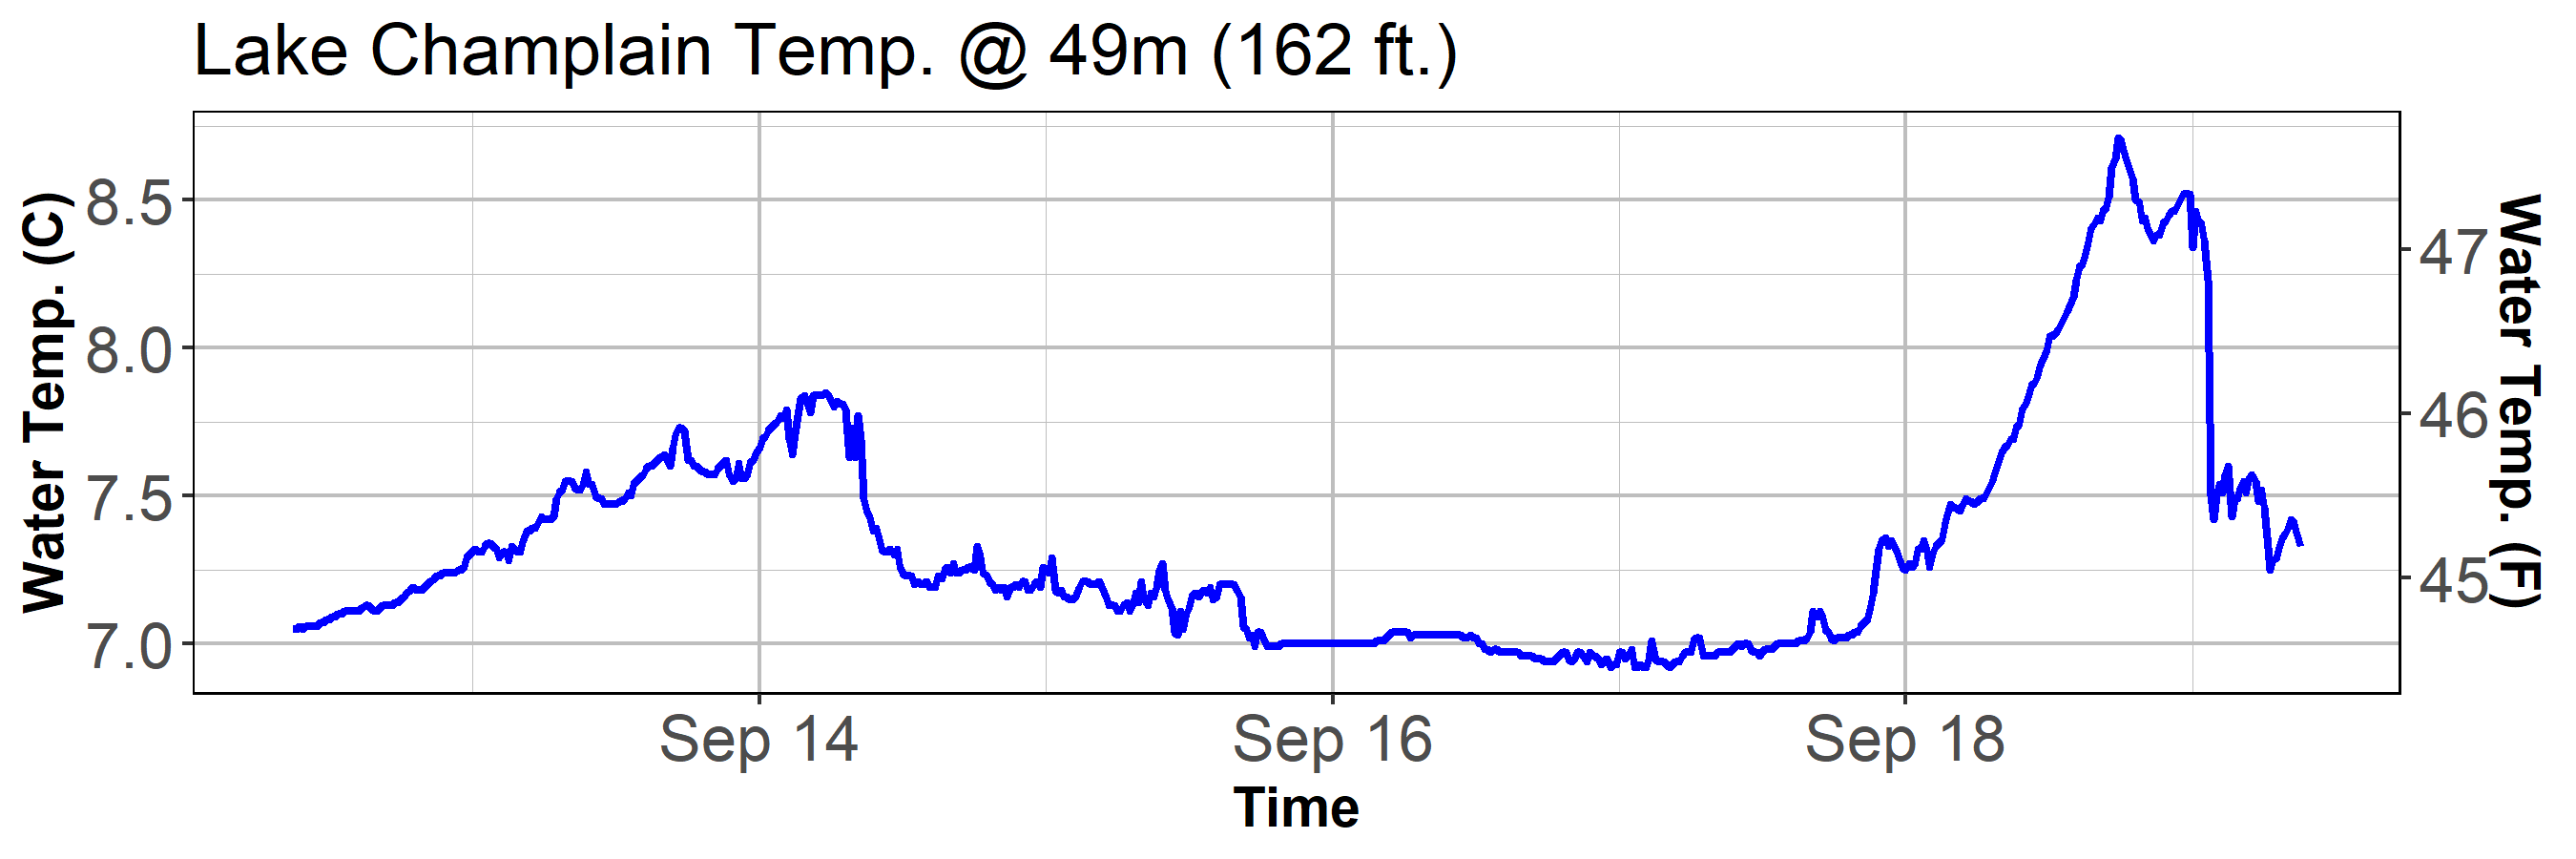 Lake Champlain Temp. @ 49m (162 ft.)
Water Temp. (C)
8.5
8.0
7.5
7.0
47
46
45
Water Temp. (F)
Sep 14
Sep 16
Sep 18
Time